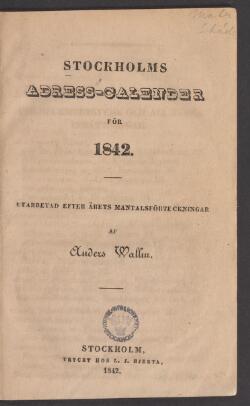 STOCKHOLMS
ADRESS-CALENDER
FÖR
1842.
UTARBETAD EFTER ÅRETS MANTALSFÖRTECKNINGAR
AF
Anders Wallin.
STOCKHOLM,
TRYCKT HOS L. J. HJERTA,
1842.